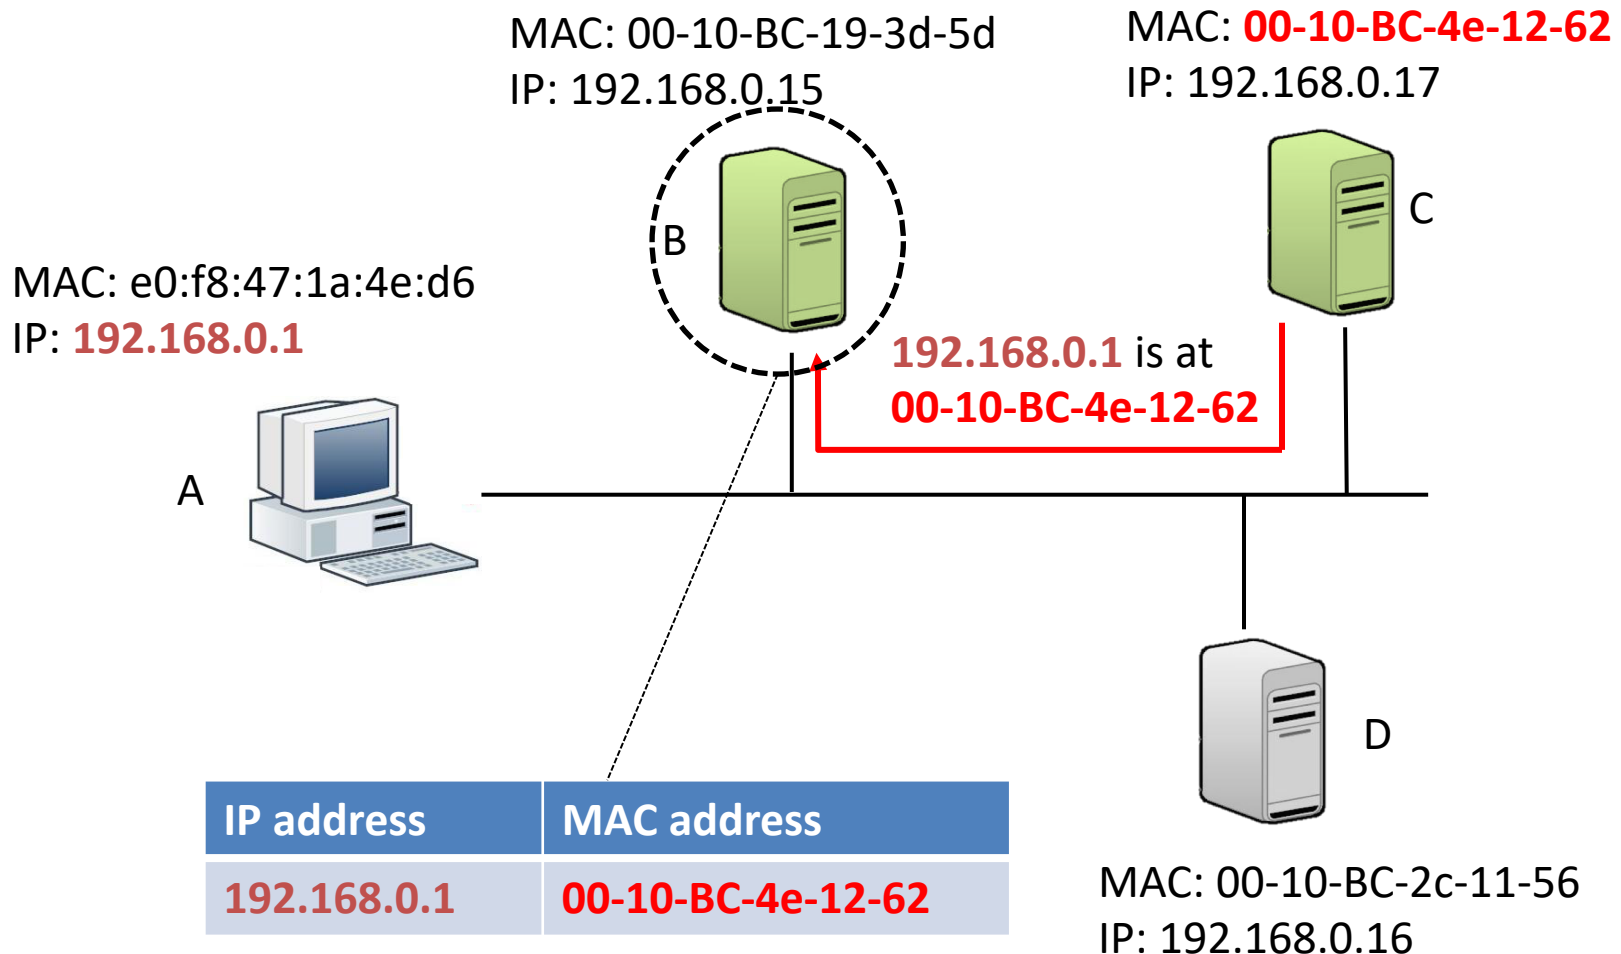 MAC: 00-10-BC-19-3d-5d
IP: 192.168.0.15
MAC: 00-10-BC-4e-12-62
IP: 192.168.0.17
B
C
MAC: e0:f8:47:1a:4e:d6
IP: 192.168.0.1
192.168.0.1 is at
00-10-BC-4e-12-62
A
D
IP address MAC address
192.168.0.1 00-10-BC-4e-12-62
MAC: 00-10-BC-2c-11-56
IP: 192.168.0.16